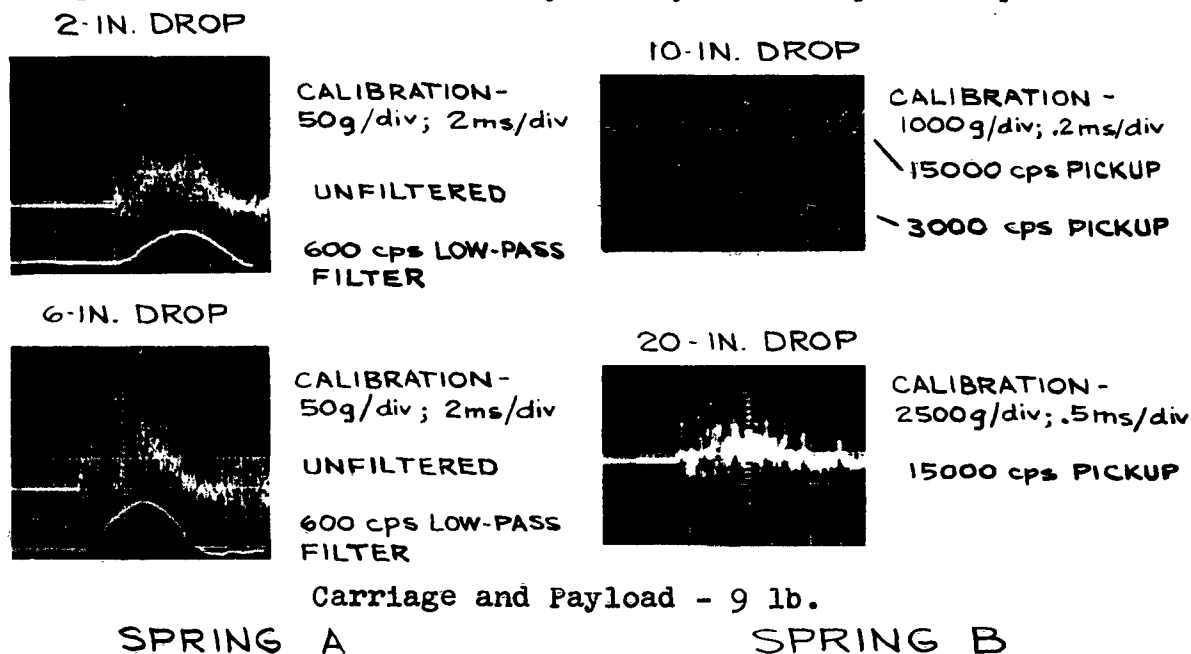 2-IN. DROP
CALIBRATION-
50g/div; 2ms/div
UNFILTERED
600 cps LOW-PASS
FILTER
6-IN. DROP
CALIBRATION-
50g/div; 2ms/div
UNFILTERED
600 cps LOW-PASS
FILTER
10-IN. DROP
CALIBRATION -
1000g/div; .2ms/div
15000 cps PICKUP
3000 cps PICKUP
20-IN. DROP
CALIBRATION -
2500g/div; .5ms/div
15000 cps PICKUP
Carriage and Payload - 9 lb.
SPRING A
SPRING B